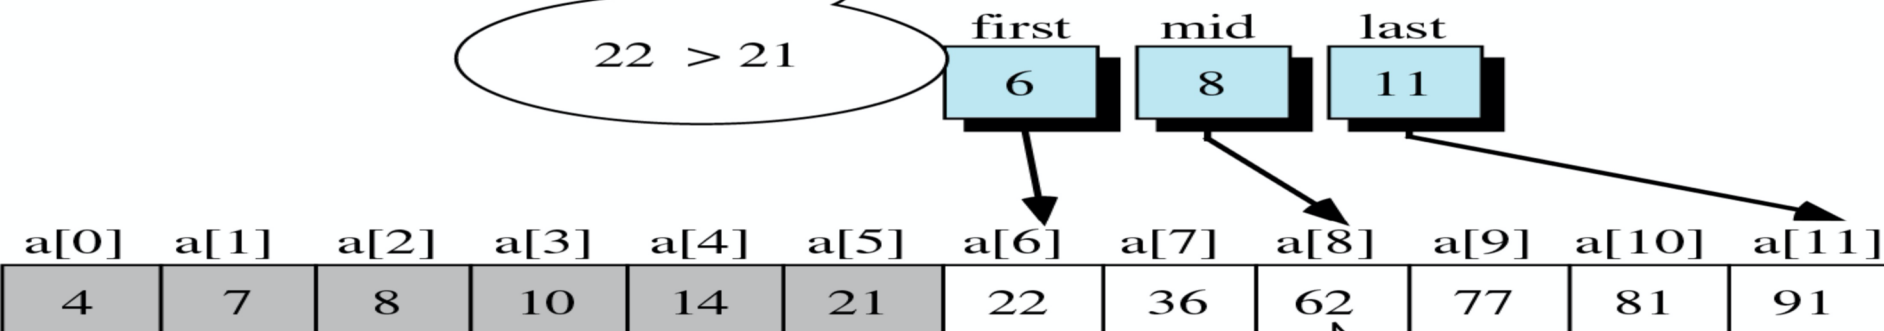 first mid last
22 > 21
6 8 11
a[0] a[1] a[2] a[3] a[4] a[5] a[6] a[7] a[8] a[9] a[10] a[11]
4 7 8 10 14 21 22 36 62 77 81 91